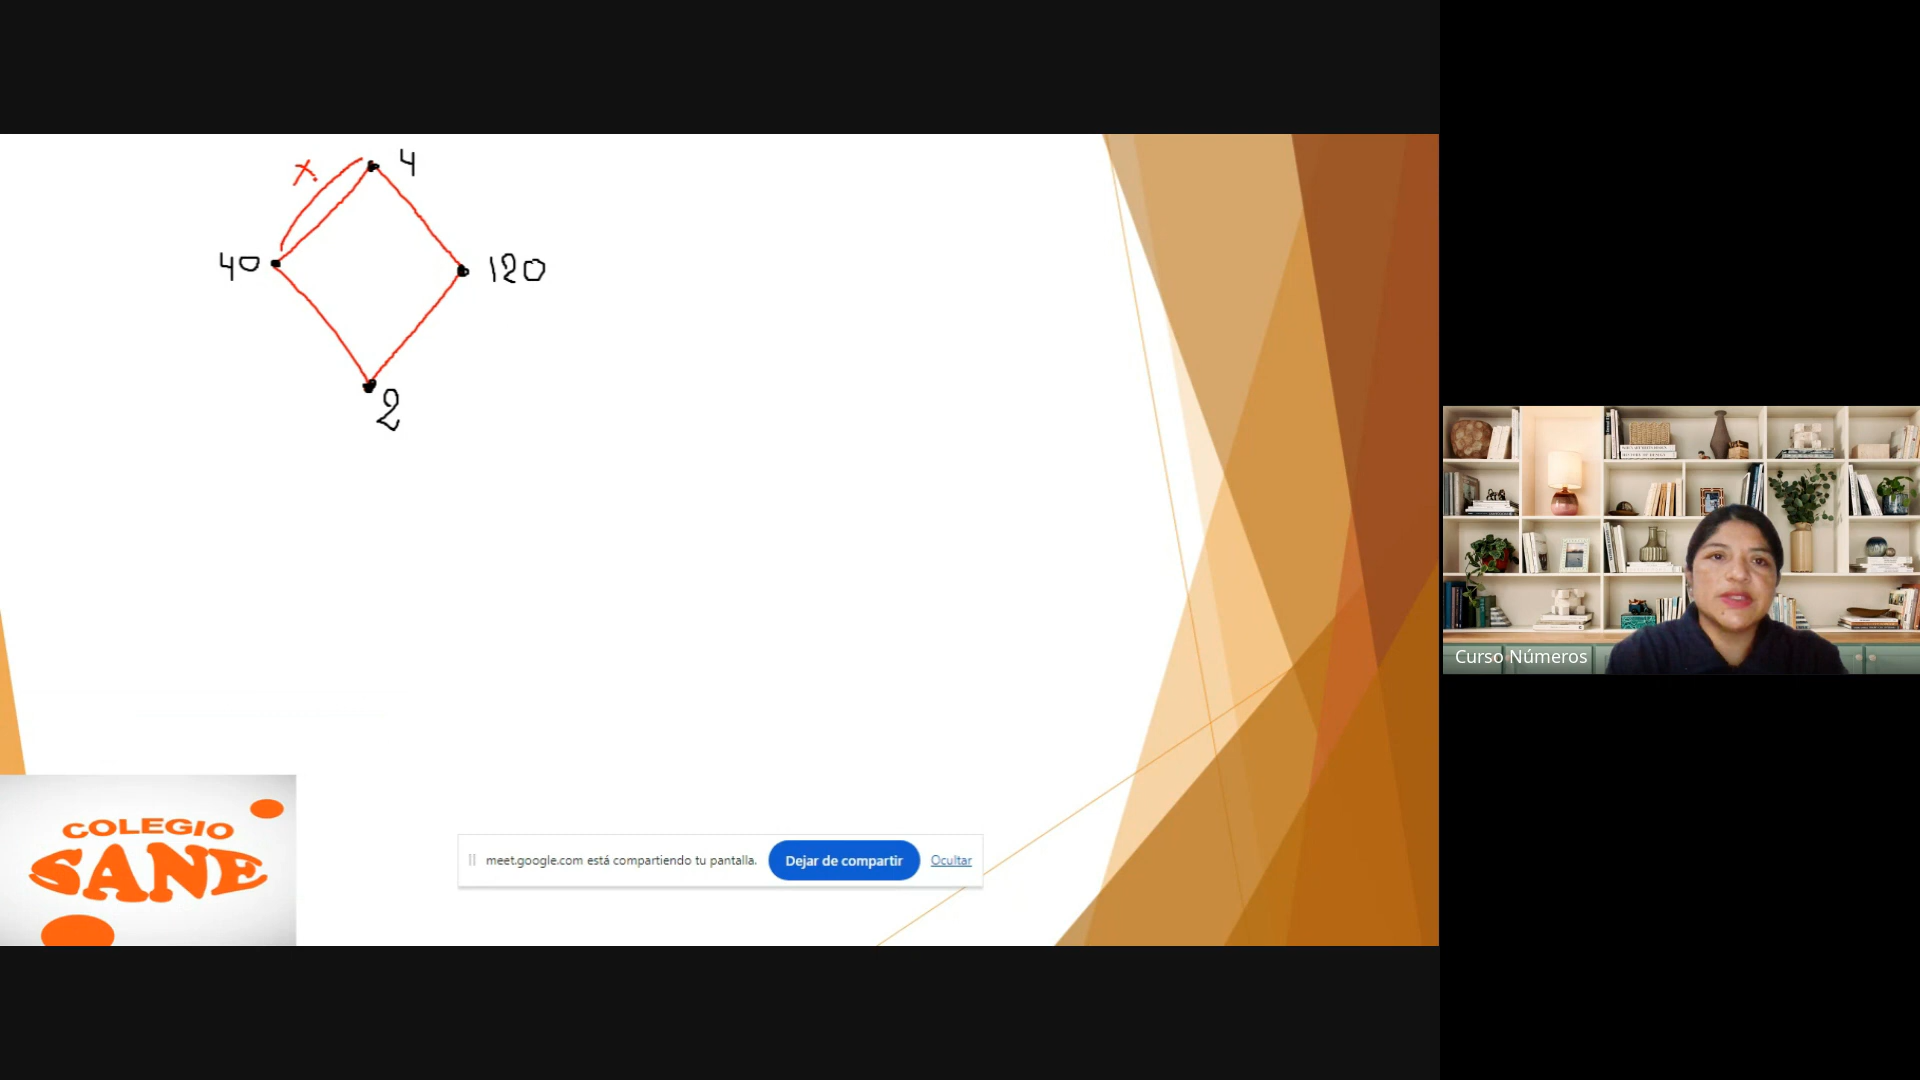 x.
4
40
120
2
COLEGIO
SANE
meet.google.com está compartiendo tu pantalla.
Dejar de compartir
Ocultar
Curso Números